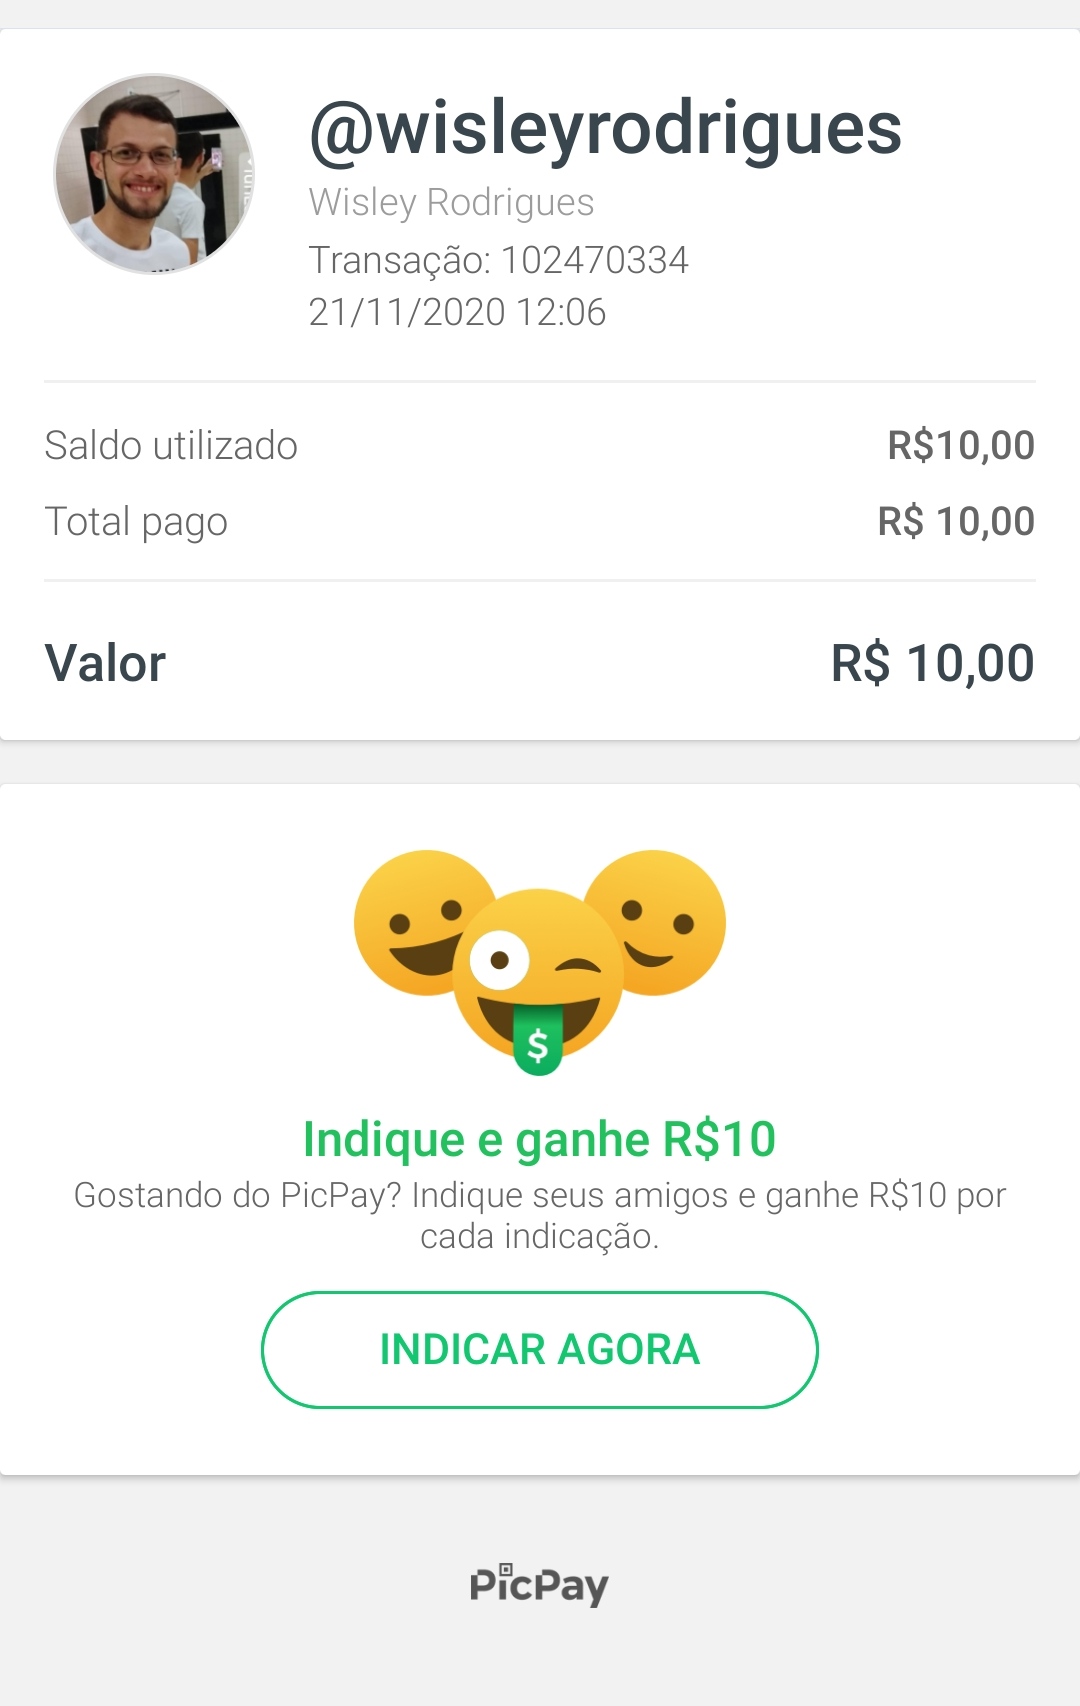 @wisleyrodrigues
Wisley Rodrigues
Transação: 102470334
21/11/2020 12:06
Saldo utilizado R$10,00
Total pago R$ 10,00
Valor R$ 10,00
$
Indique e ganhe R$10
Gostando do PicPay? Indique seus amigos e ganhe R$10 por
cada indicação.
INDICAR AGORA
PicPay